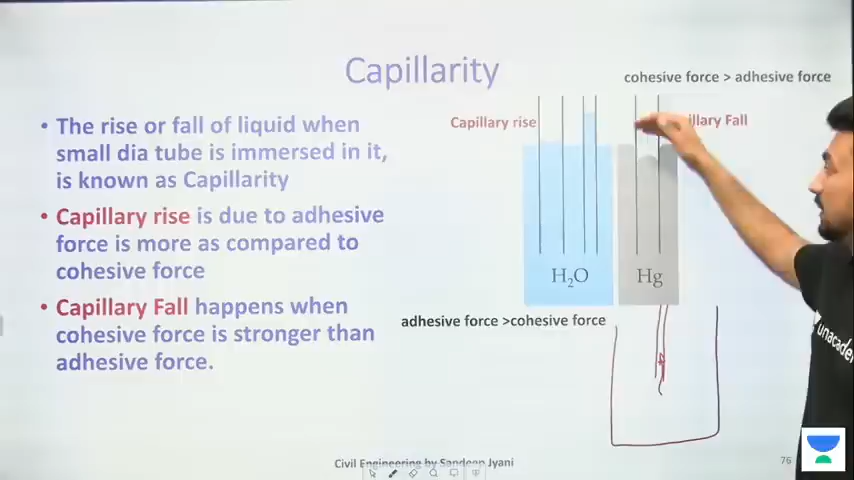 Capillarity
cohesive force > adhesive force
• The rise or fall of liquid when
small dia tube is immersed in it,
is known as Capillarity
• Capillary rise is due to adhesive
force is more as compared to
cohesive force
• Capillary Fall happens when
cohesive force is stronger than
adhesive force.
Capillary rise
Fall
H₂O
Hg
adhesive force >cohesive force
Civil Engineering by Sandeep Jyani
76